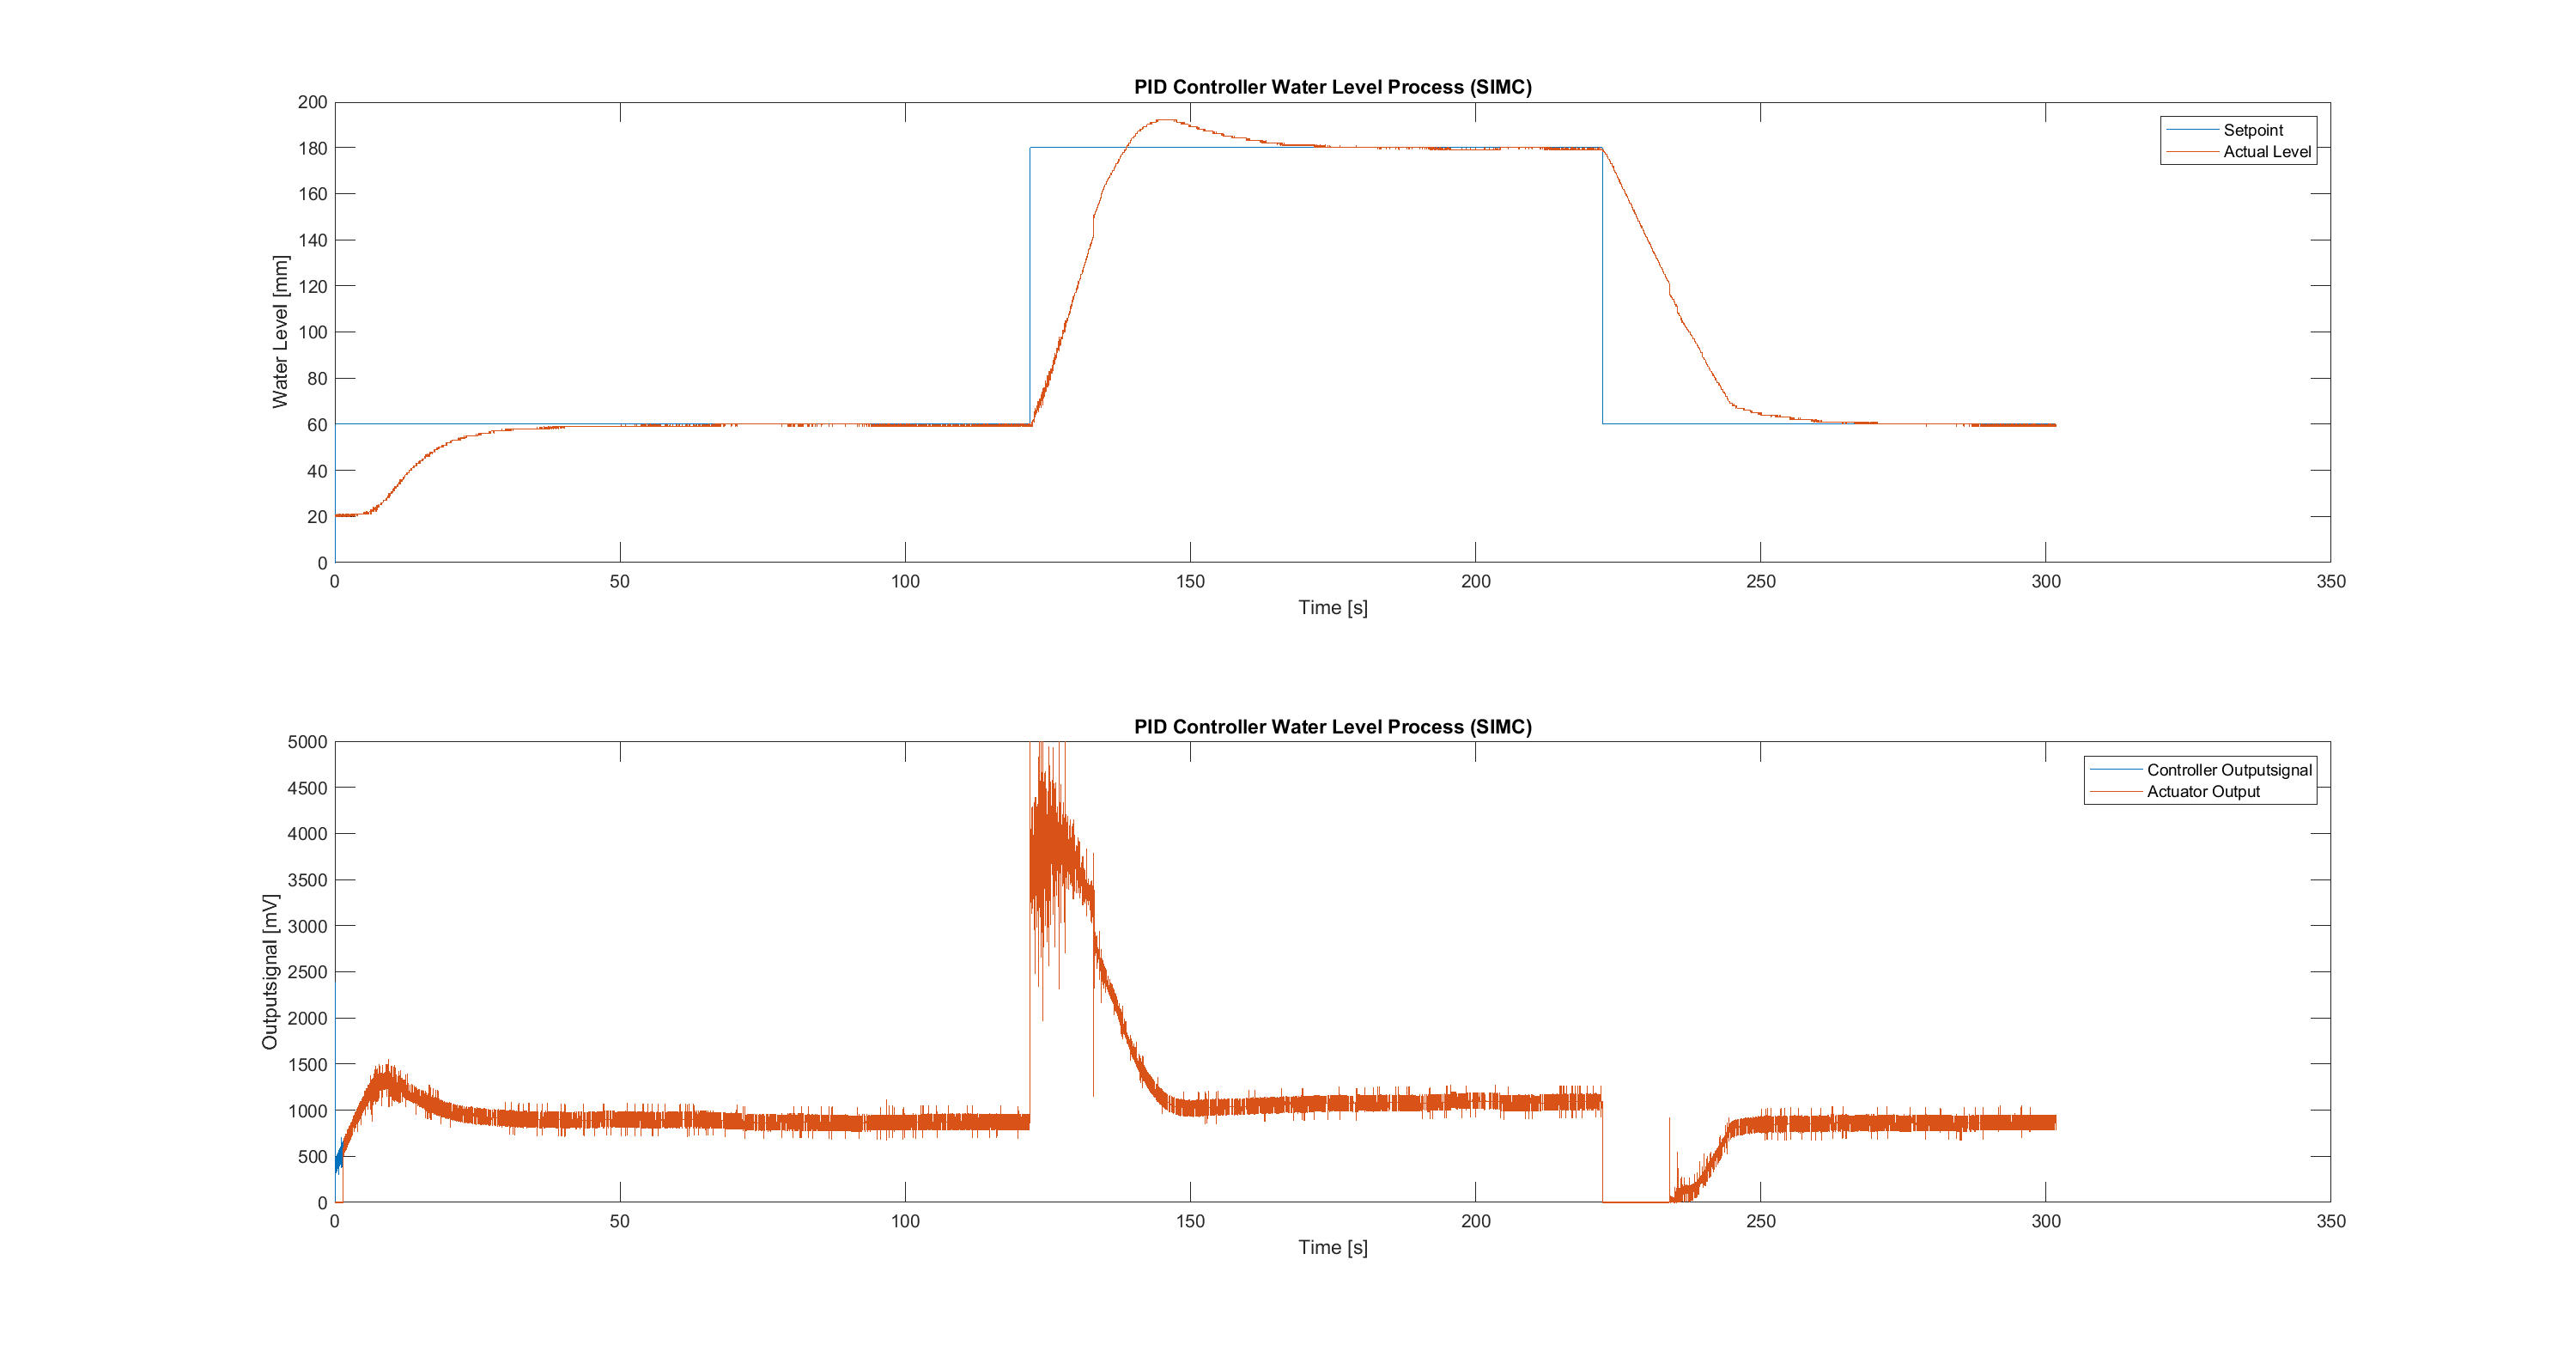 PID Controller Water Level Process (SIMC)
200
180
160
140
120
100
80
60
40
20
0
Water Level [mm]
Setpoint
Actual Level
0 50 100 150 200 250 300 350
Time [s]
PID Controller Water Level Process (SIMC)
5000
4500
4000
3500
3000
2500
2000
1500
1000
500
0
Outputsignal [mV]
Controller Outputsignal
Actuator Output
0 50 100 150 200 250 300 350
Time [s]